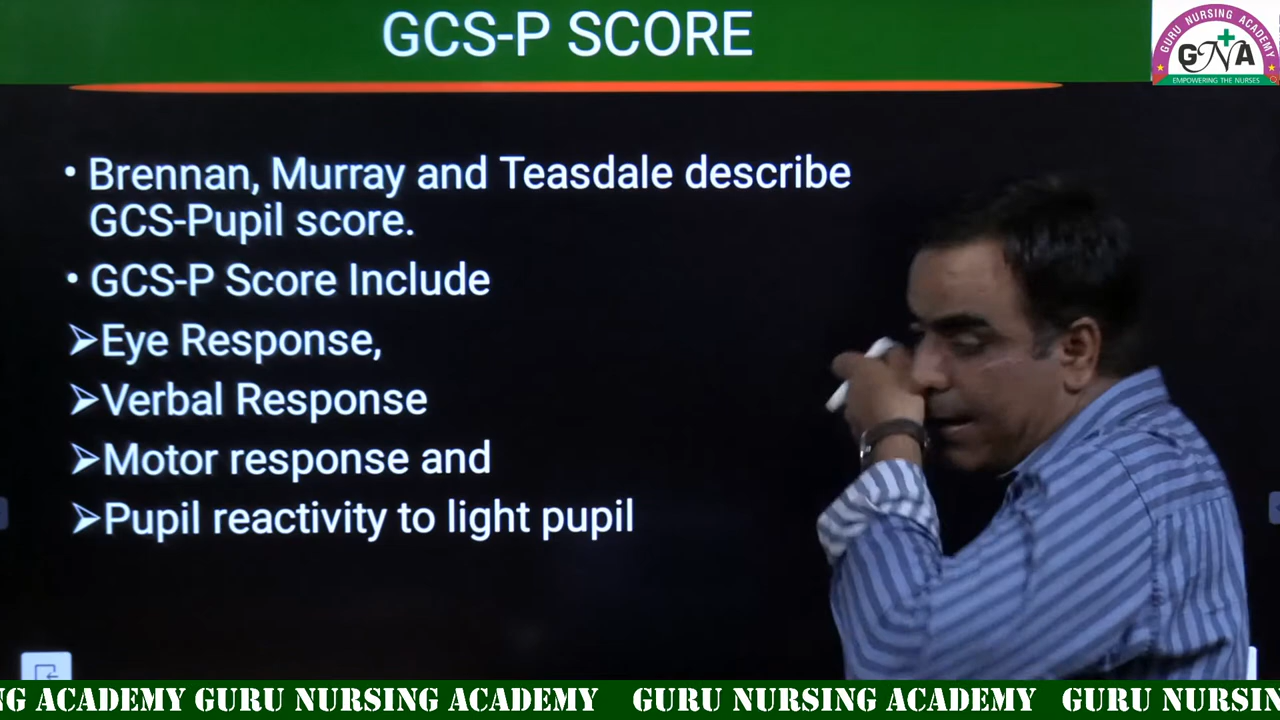 GCS-P SCORE
GURU NURSING ACADEMY
GNA
EMPOWERING THE NURSES
• Brennan, Murray and Teasdale describe
GCS-Pupil score.
• GCS-P Score Include
➢Eye Response,
➢Verbal Response
➢Motor response and
➢Pupil reactivity to light pupil
NG ACADEMY GURU NURSING ACADEMY GURU NURSING ACADEMY GURU NURSIN